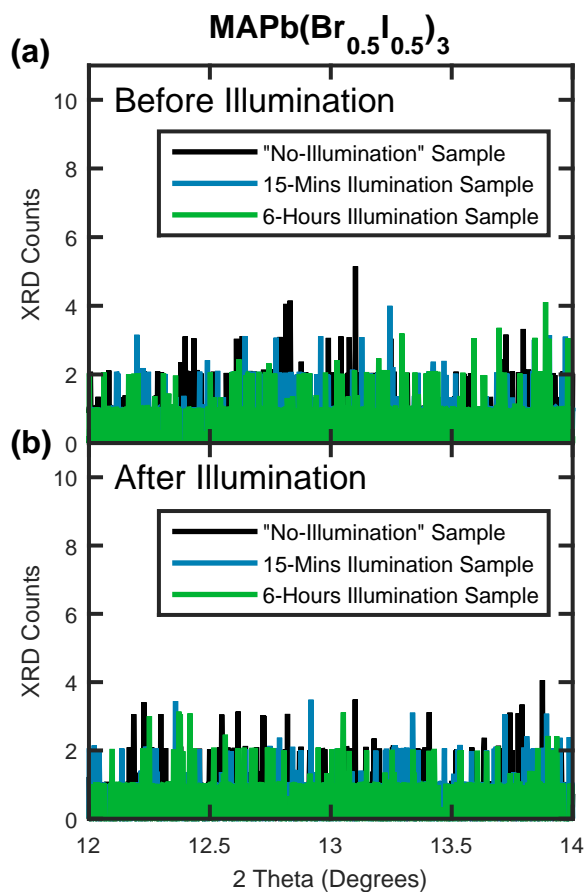 MAPb(Br0.5I0.5)3
(a)
Before Illumination
"No-Illumination" Sample
15-Mins Ilumination Sample
6-Hours Illumination Sample
XRD Counts
10
8
6
4
2
0
(b)
After Illumination
"No-Illumination" Sample
15-Mins Illumination Sample
6-Hours Illumination Sample
XRD Counts
10
8
6
4
2
0
12 12.5 13 13.5 14
2 Theta (Degrees)